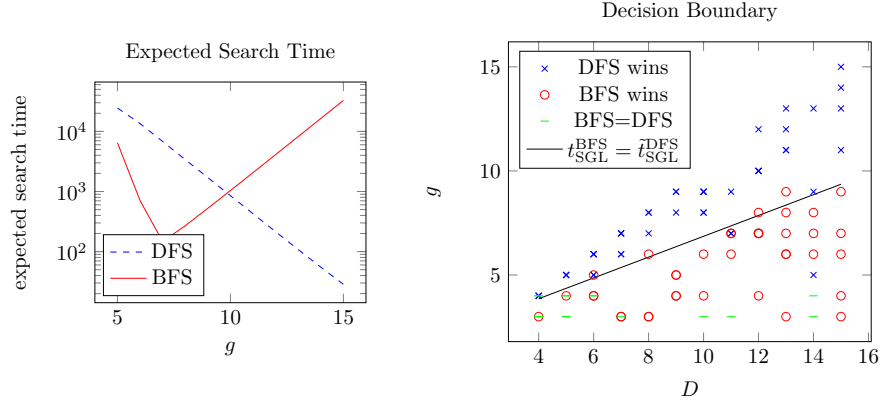 Expected Search Time
expected search time
10^4
10^3
10^2
DFS
BFS
5
10
15
g
Decision Boundary
g
15
10
5
DFS wins
BFS wins
BFS=DFS
t_SGL^BFS = t̃_SGL^DFS
4
6
8
10
12
14
16
D